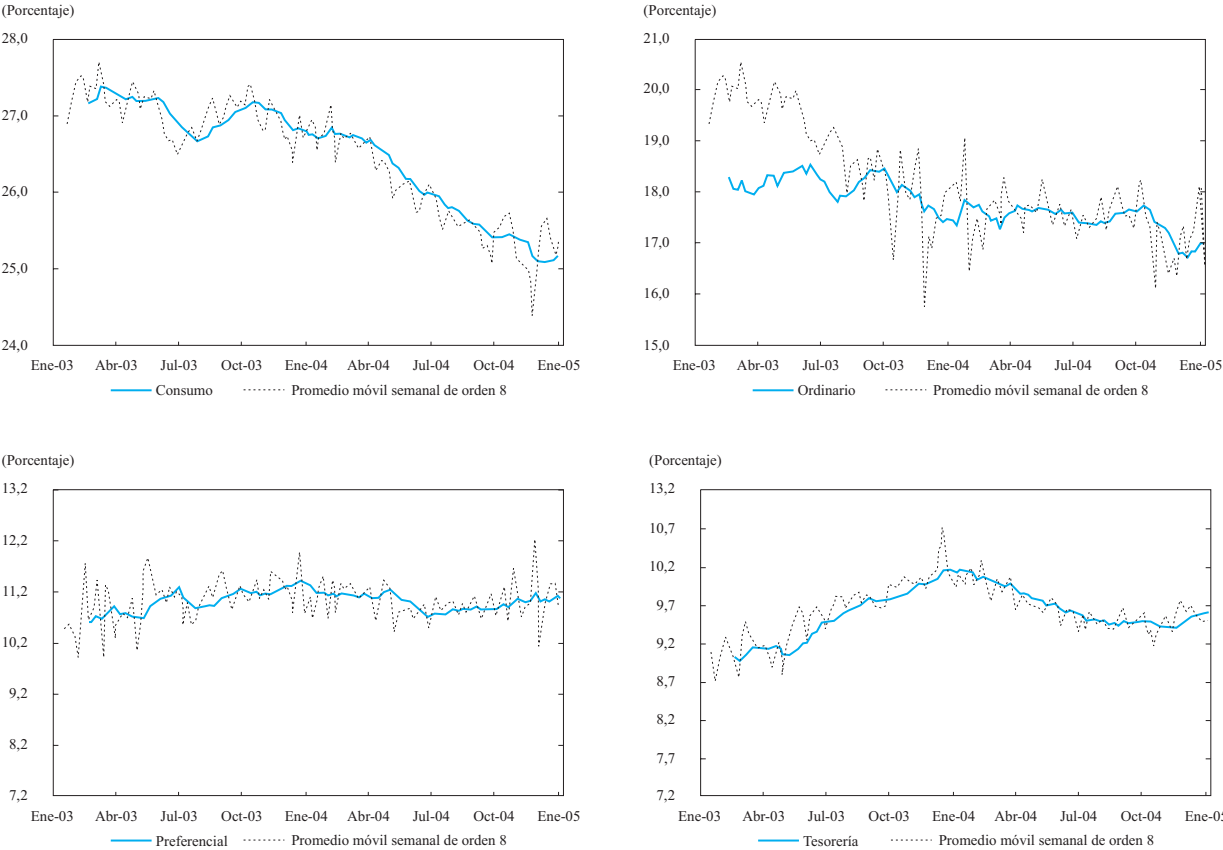 (Porcentaje)
28,0
27,0
26,0
25,0
24,0
Ene-03 Abr-03 Jul-03 Oct-03 Ene-04 Abr-04 Jul-04 Oct-04 Ene-05
Consumo Promedio móvil semanal de orden 8
(Porcentaje)
21,0
20,0
19,0
18,0
17,0
16,0
15,0
Ene-03 Abr-03 Jul-03 Oct-03 Ene-04 Abr-04 Jul-04 Oct-04 Ene-05
Ordinario Promedio móvil semanal de orden 8
(Porcentaje)
13,2
12,2
11,2
10,2
9,2
8,2
7,2
Ene-03 Abr-03 Jul-03 Oct-03 Ene-04 Abr-04 Jul-04 Oct-04 Ene-05
Preferencial Promedio móvil semanal de orden 8
(Porcentaje)
13,2
10,7
10,2
9,7
9,2
8,7
8,2
7,7
7,2
Ene-03 Abr-03 Jul-03 Oct-03 Ene-04 Abr-04 Jul-04 Oct-04 Ene-05
Tesorería Promedio móvil semanal de orden 8